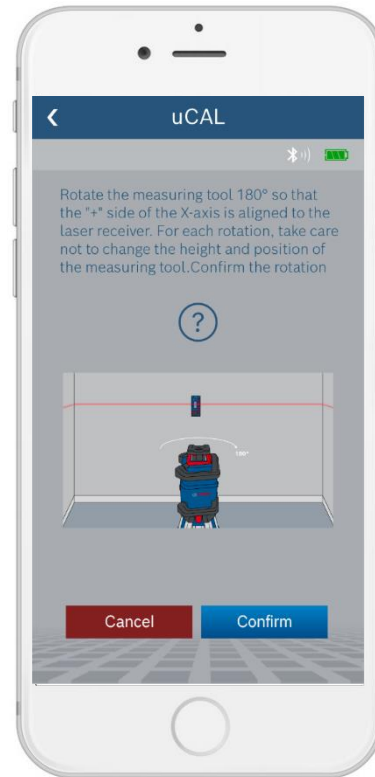 uCAL
Rotate the measuring tool 180° so that
the "+" side of the X-axis is aligned to the
laser receiver. For each rotation, take care
not to change the height and position of
the measuring tool.Confirm the rotation
?
180°
Cancel Confirm